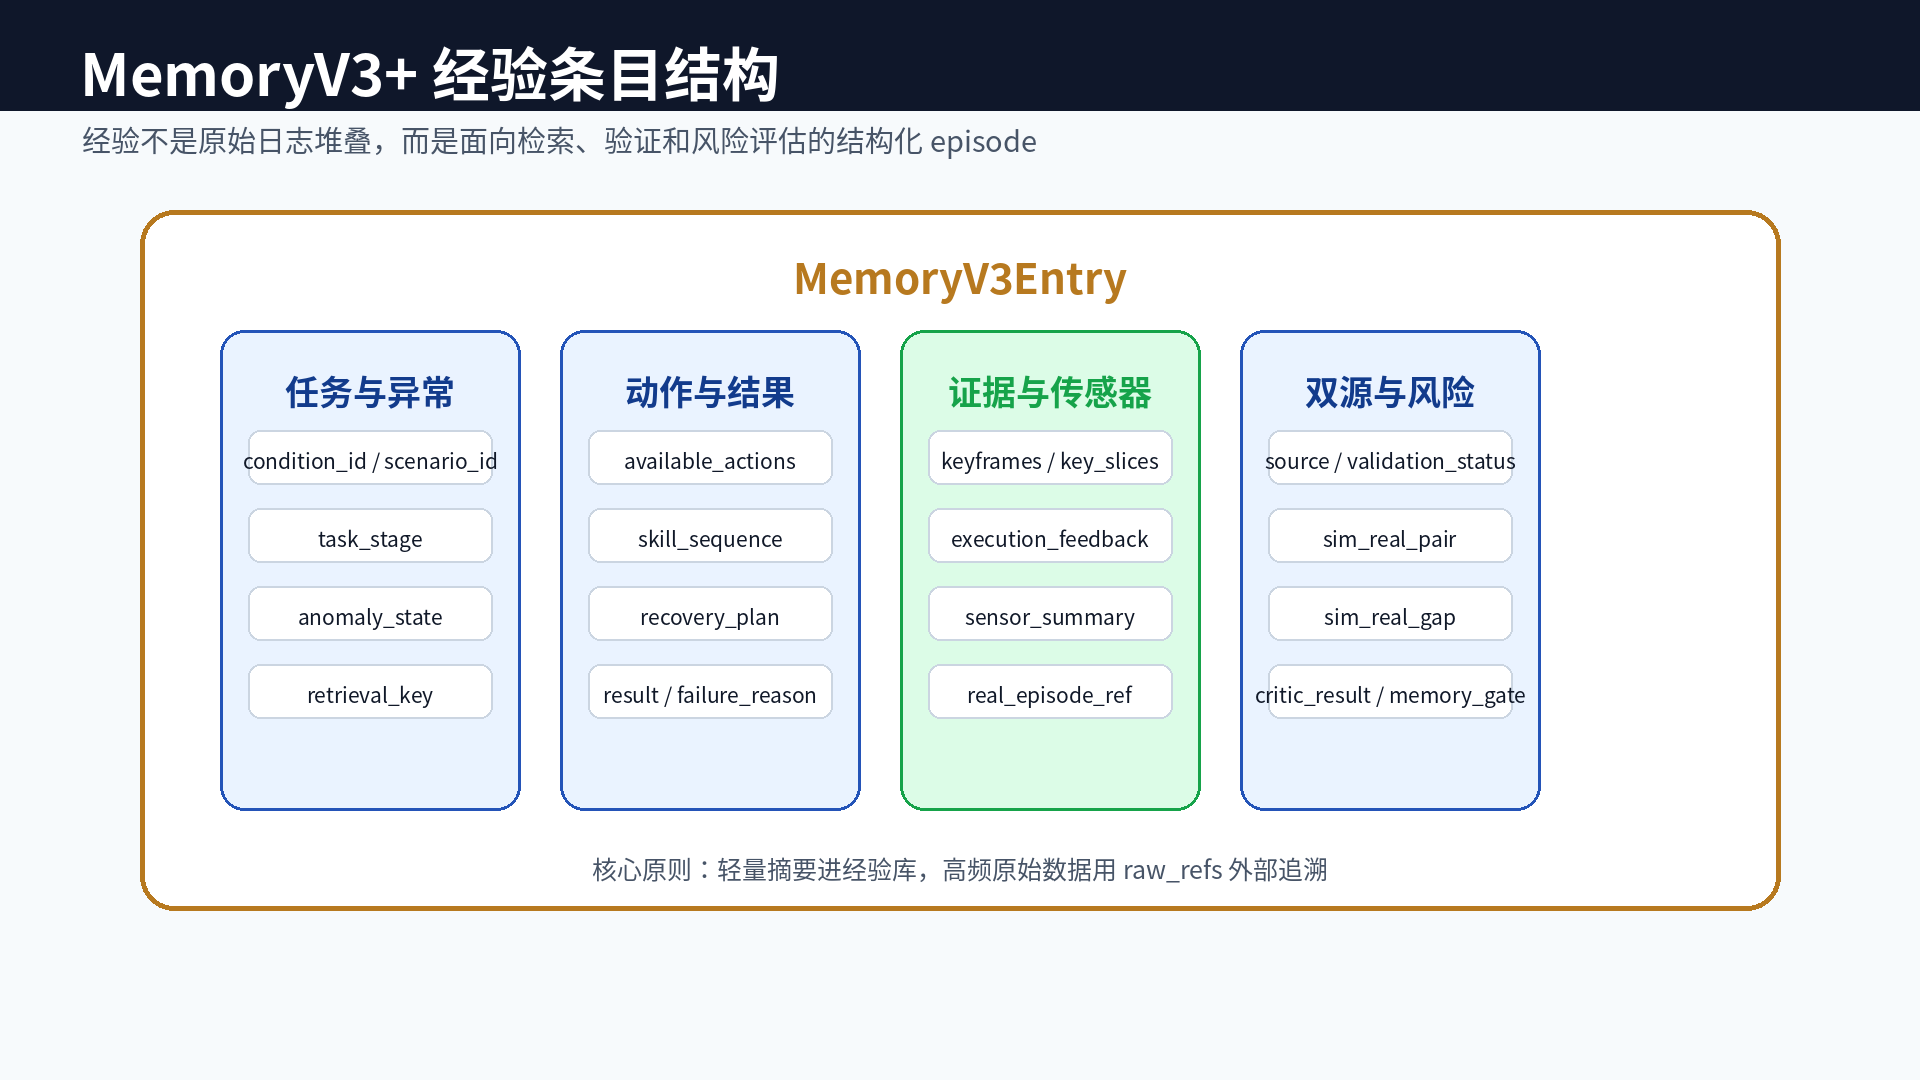 MemoryV3+ 经验条目结构
经验不是原始日志堆叠，而是面向检索、验证和风险评估的结构化 episode
MemoryV3Entry
任务与异常
condition_id / scenario_id
task_stage
anomaly_state
retrieval_key
动作与结果
available_actions
skill_sequence
recovery_plan
result / failure_reason
证据与传感器
keyframes / key_slices
execution_feedback
sensor_summary
real_episode_ref
双源与风险
source / validation_status
sim_real_pair
sim_real_gap
critic_result / memory_gate
核心原则：轻量摘要进经验库，高频原始数据用 raw_refs 外部追溯